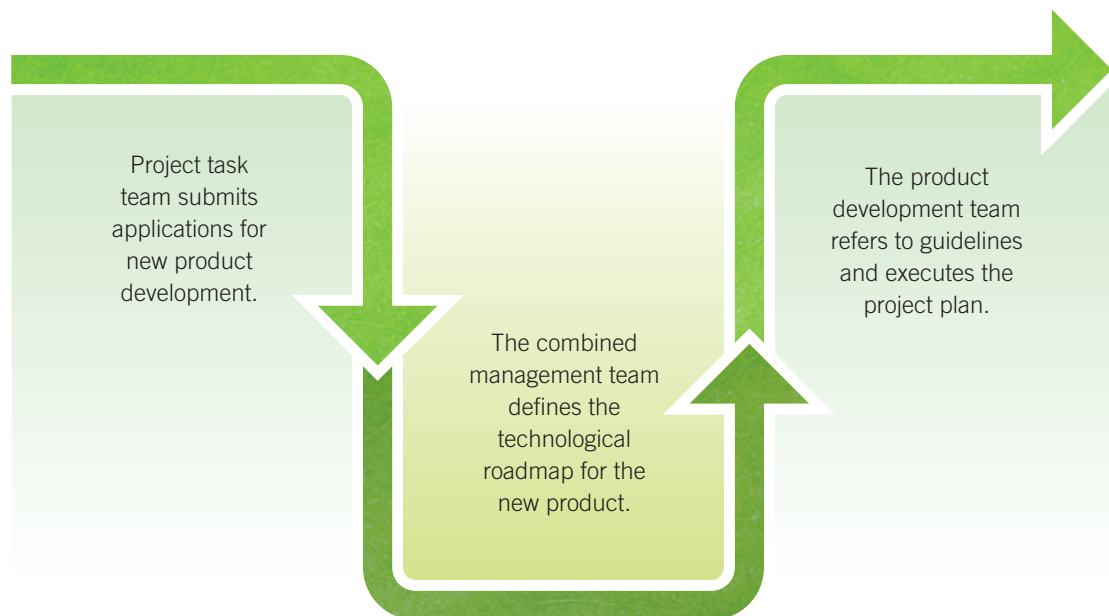 Project task
team submits
applications for
new product
development.
The combined
management team
defines the
technological
roadmap for the
new product.
The product
development team
refers to guidelines
and executes the
project plan.